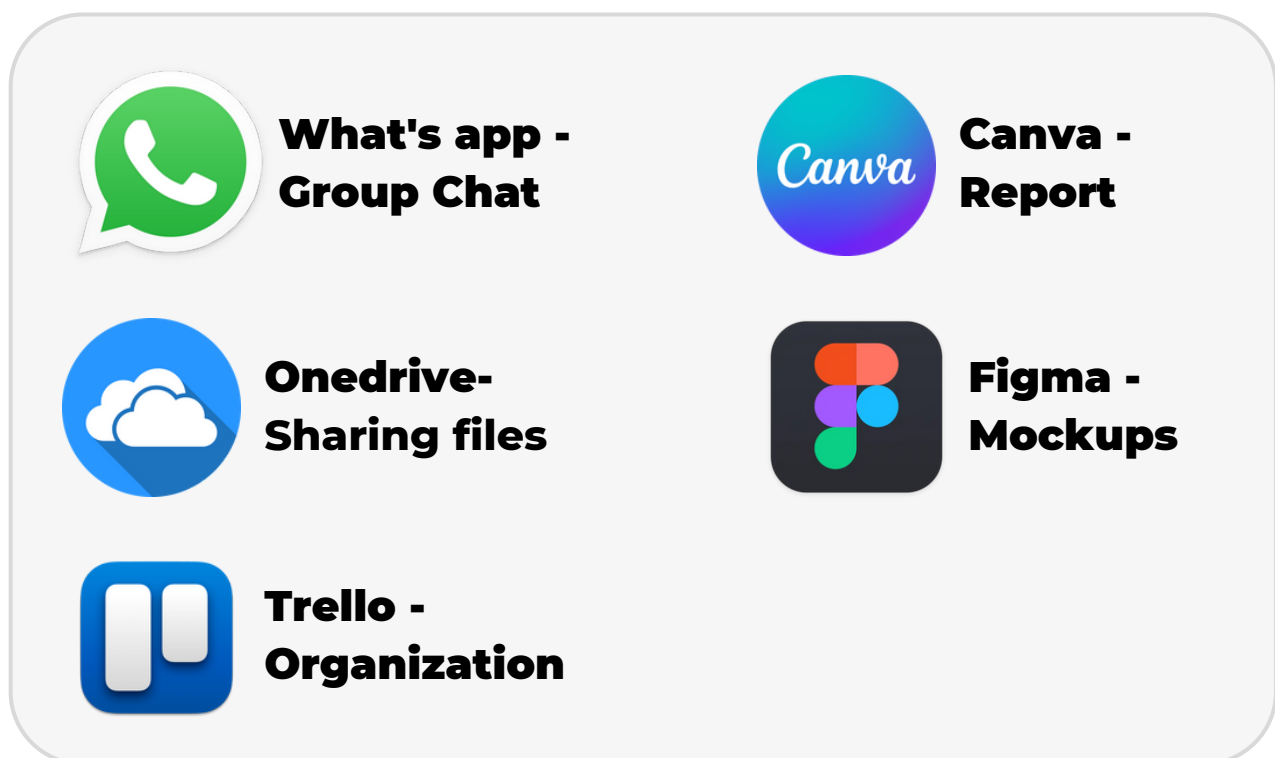 What's app -
Group Chat
Canva
Canva -
Report
Onedrive-
Sharing files
Figma -
Mockups
Trello -
Organization